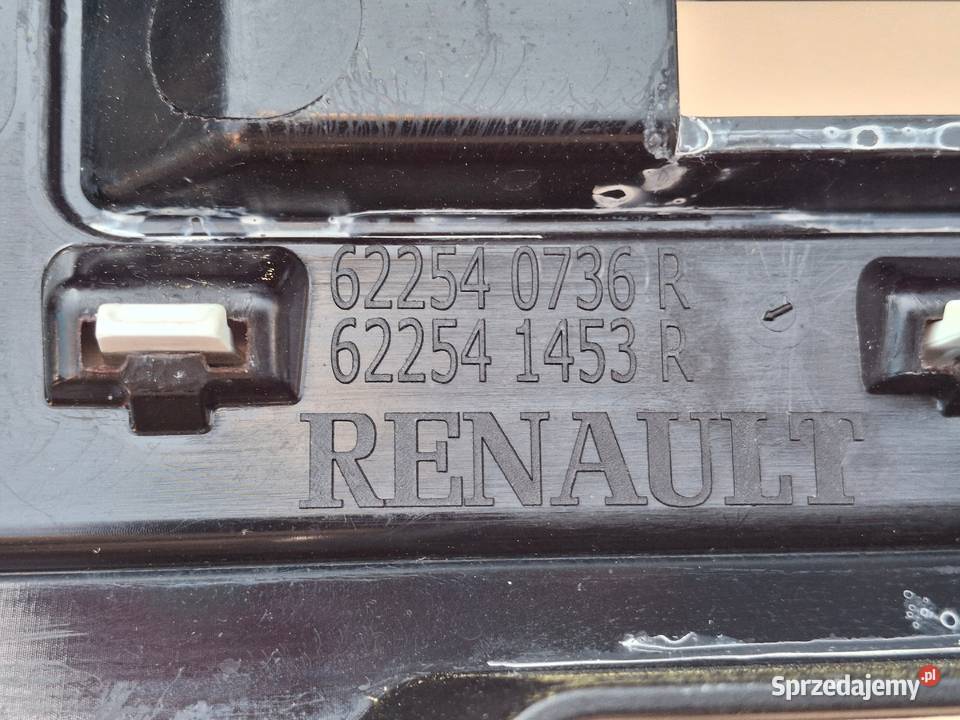 62254 0736 R
62254 1453 R
RENAULT
Sprzedajemy.pl